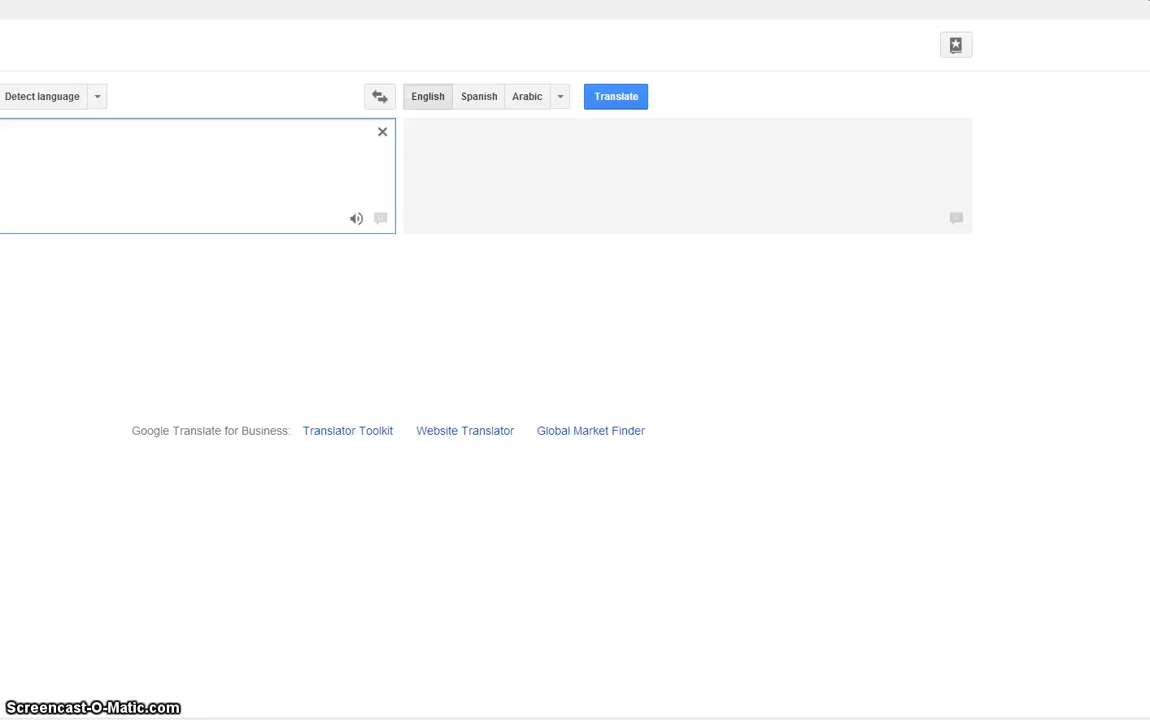 Detect language English Spanish Arabic Translate
Google Translate for Business: Translator Toolkit Website Translator Global Market Finder
Screencast-O-Matic.com